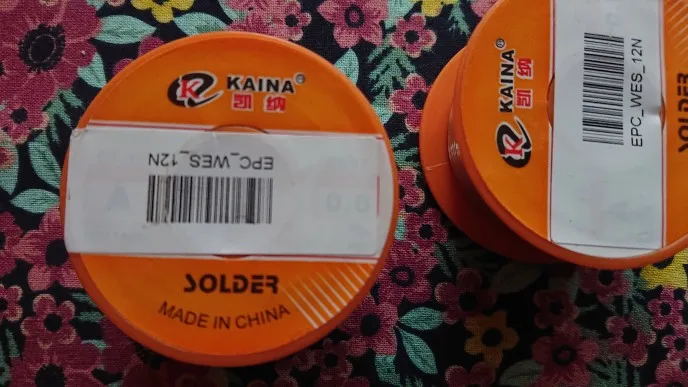 KAINA®
凯纳
EPC_WES_12N
SOLDER
MADE IN CHINA
KAINA®
凯纳
EPC_WES_12N
SOLDER